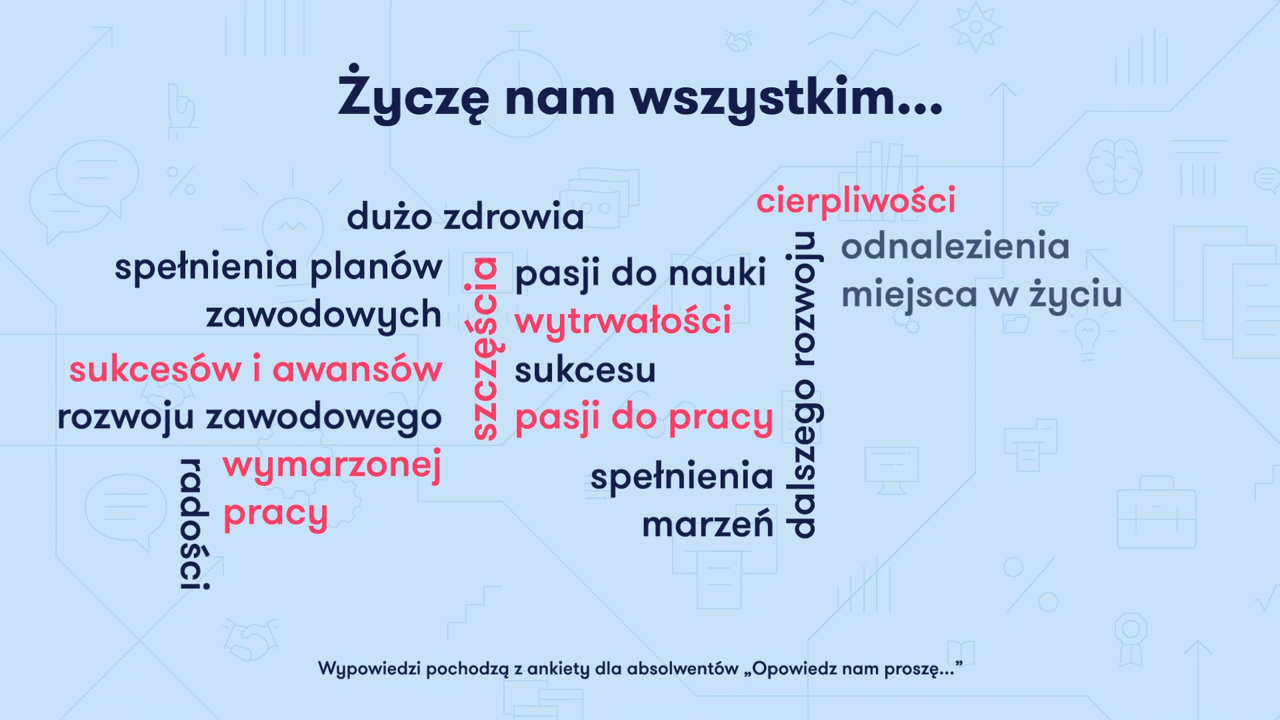 Życzę nam wszystkim...
dużo zdrowia
spełnienia planów
zawodowych
sukcesów i awansów
rozwoju zawodowego
radości
wymarzonej
pracy
szczęścia
pasji do nauki
wytrwałości
sukcesu
pasji do pracy
spełnienia
marzeń
dalszego rozwoju
cierpliwości
odnalezienia
miejsca w życiu
Wypowiedzi pochodzą z ankiety dla absolwentów „Opowiedz nam proszę...”